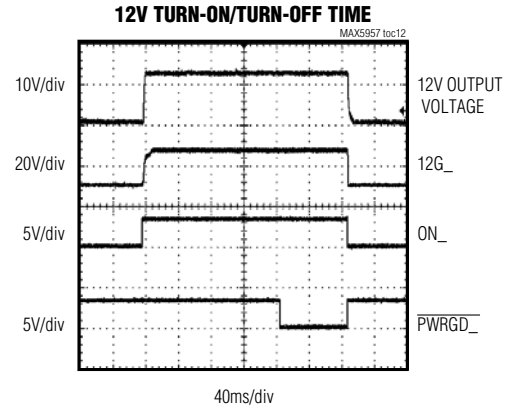 12V TURN-ON/TURN-OFF TIME
MAX5957 toc12
10V/div
12V OUTPUT
VOLTAGE
20V/div
12G_
5V/div
ON_
5V/div
PWRGD_
40ms/div